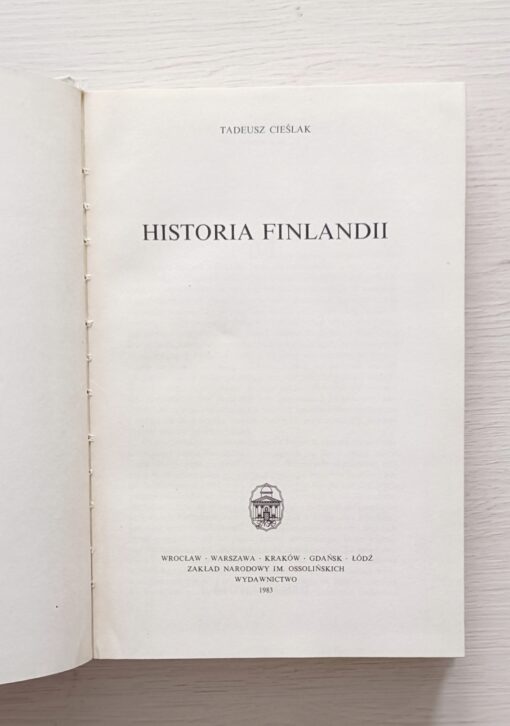 TADEUSZ CIEŚLAK
HISTORIA FINLANDII
WROCŁAW · WARSZAWA · KRAKÓW · GDAŃSK · ŁÓDŹ
ZAKŁAD NARODOWY IM. OSSOLIŃSKICH
WYDAWNICTWO
1983